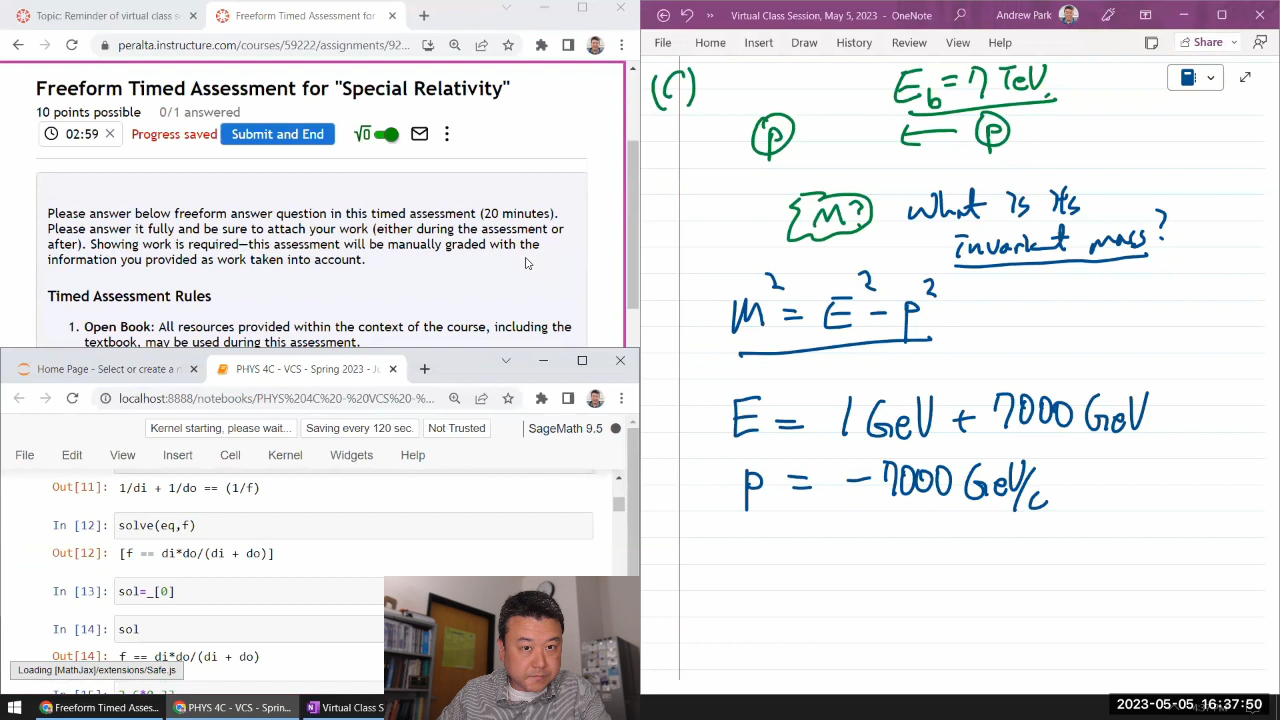 Topic: Reminder of virtual class s
Freeform Timed Assessment for
peralta.instructure.com/courses/59222/assignments/92...
Freeform Timed Assessment for "Special Relativity"
10 points possible 0/1 answered
02:59 Progress saved Submit and End √0
Please answer below freeform answer question in this timed assessment (20 minutes).
Please answer it fully and be sure to attach your work (either during the assessment or
after). Showing work is required—this assessment will be manually graded with the
information you provided as work taken into account.
Timed Assessment Rules
1. Open Book: All resources provided within the context of the course, including the
textbook, may be used during this assessment.
Home Page - Select or create a n
PHYS 4C - VCS - Spring 2023 - Ju
localhost:8888/notebooks/PHYS%204C%20-%20VCS%20-%...
Kernel starting, please wait... Saving every 120 sec. Not Trusted SageMath 9.5
File Edit View Insert Cell Kernel Widgets Help
Out[11]: 1/di + 1/do == (1/f)
In [12]: solve(eq,f)
Out[12]: [f == di*do/(di + do)]
In [13]: sol=_[0]
In [14]: sol
Out[14]: f == di*do/(di + do)
Loading [MathJax]/extensions/Safe.js
Virtual Class Session, May 5, 2023 - OneNote Andrew Park
File Home Insert Draw History Review View Help Share
(C) E_b = 7 TeV.
p p
M? What is it's
invariant mass?
M² = E² - p²
E = 1 GeV + 7000 GeV
p = -7000 GeV/c
Freeform Timed Asses... PHYS 4C - VCS - Sprin... Virtual Class Session...
2023-05-05 16:37:50